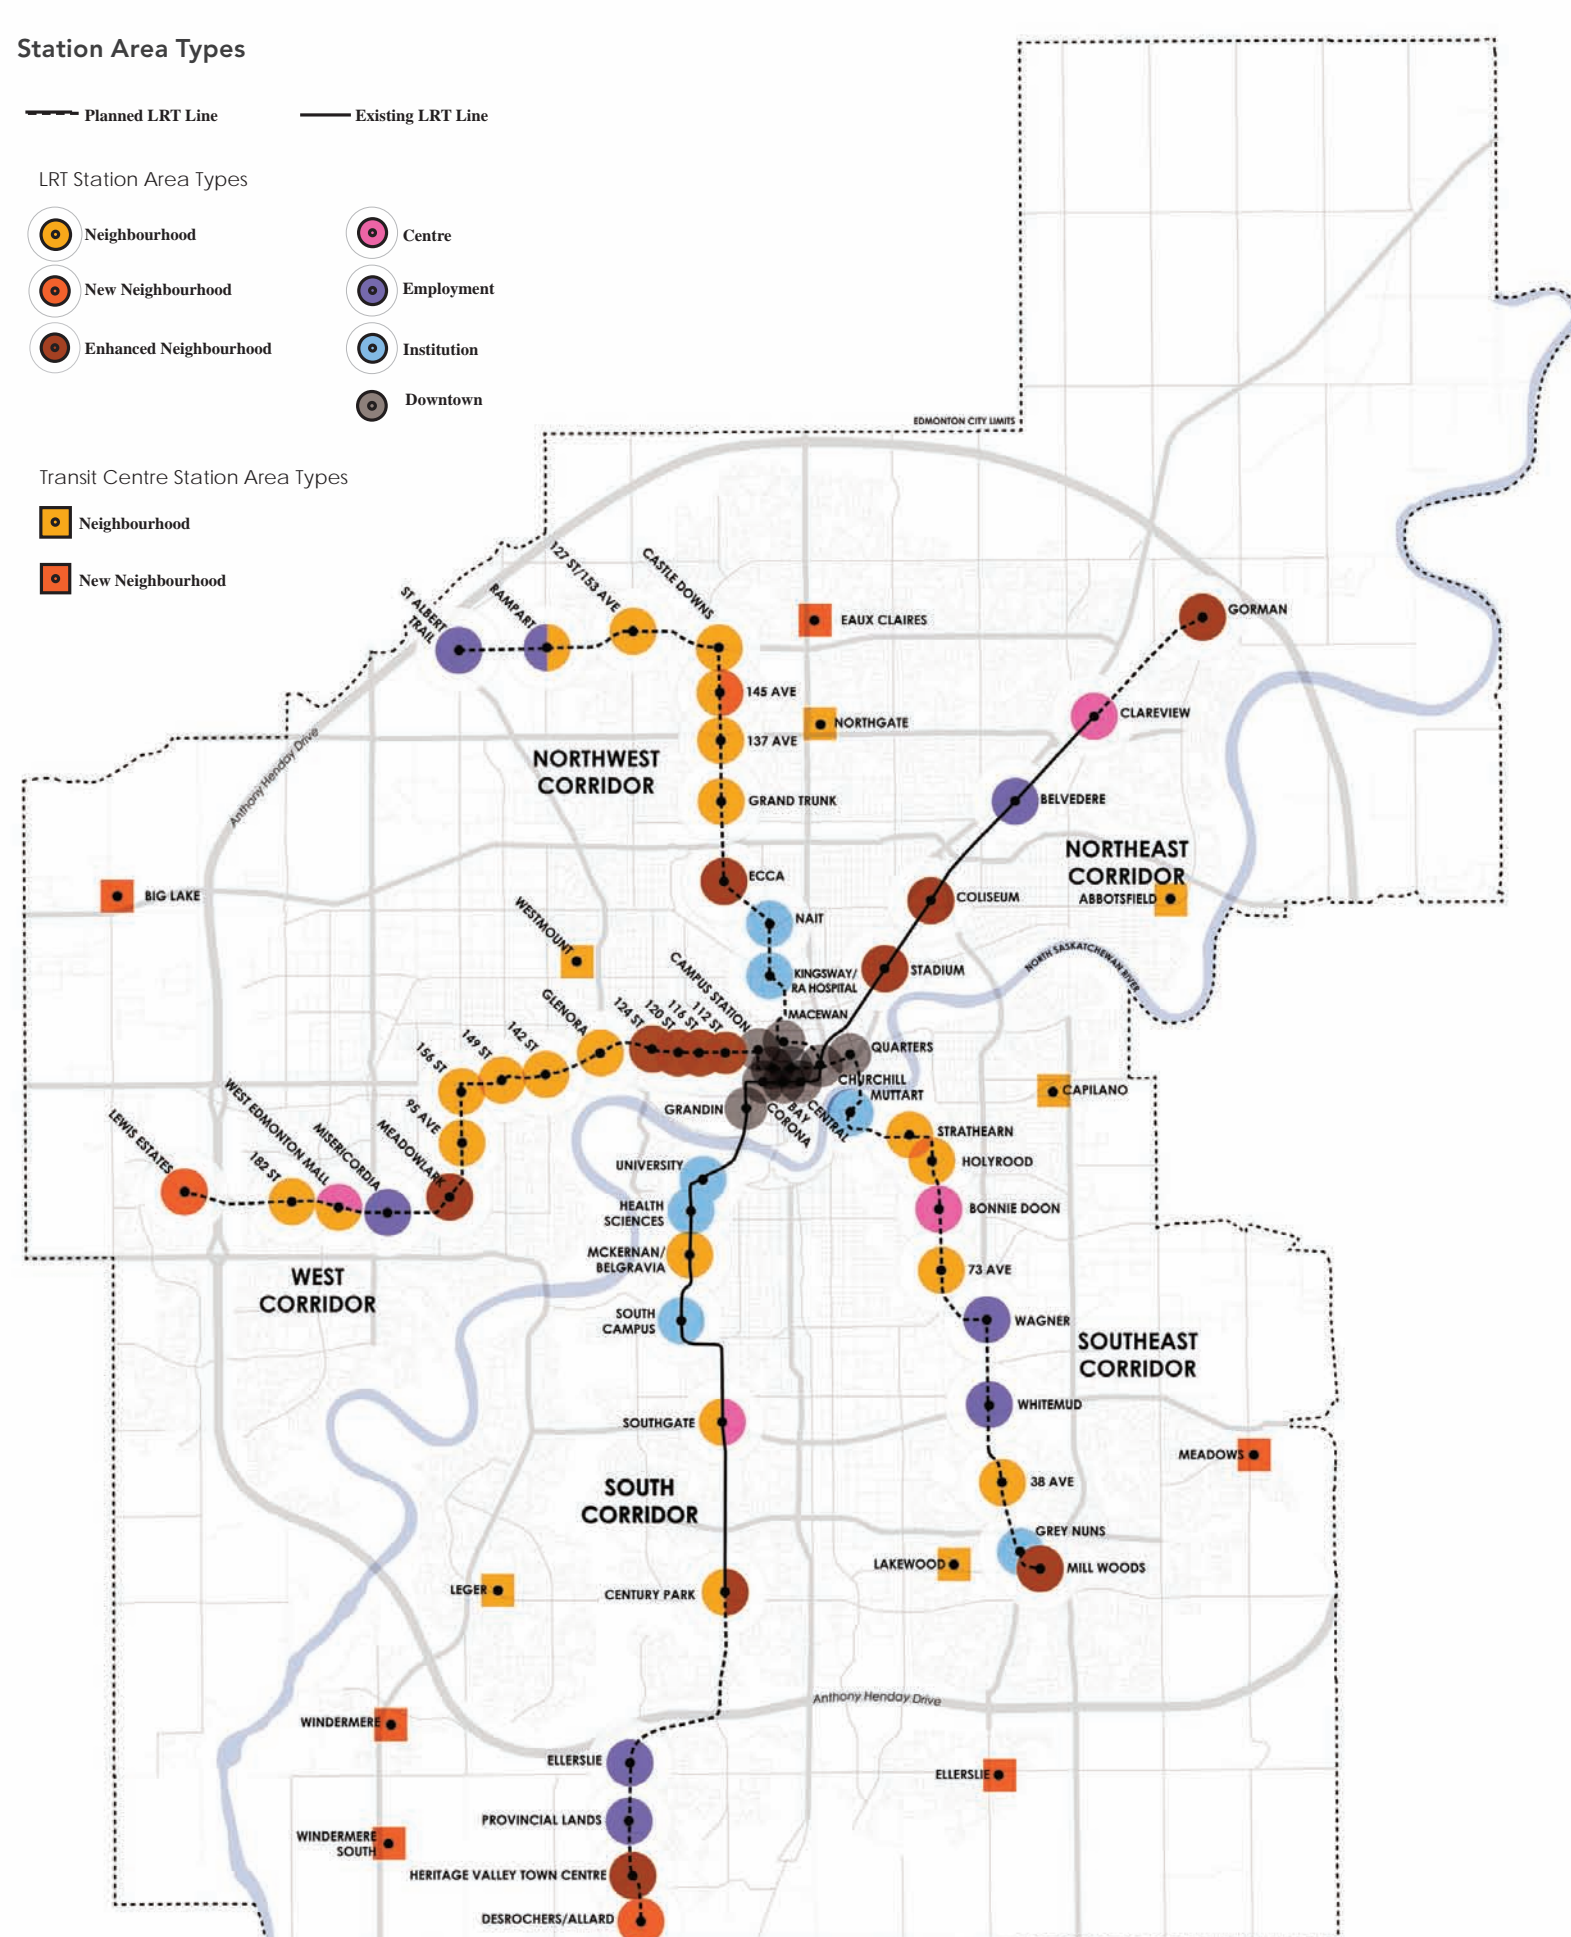 Station Area Types
Planned LRT Line
Existing LRT Line
LRT Station Area Types
Neighbourhood
Centre
New Neighbourhood
Employment
Enhanced Neighbourhood
Institution
Downtown
Transit Centre Station Area Types
Neighbourhood
New Neighbourhood
EDMONTON CITY LIMITS
ST ALBERT
TRAIL
RAMPART
127 ST/153 AVE
CASTLE DOWNS
EAUX CLAIRES
GORMAN
145 AVE
NORTHGATE
CLAREVIEW
137 AVE
NORTHWEST
CORRIDOR
Anthony Henday Drive
GRAND TRUNK
BELVEDERE
NORTHEAST
CORRIDOR
ECCA
BIG LAKE
COLISEUM
ABBOTSFIELD
NAIT
WESTMOUNT
NORTH SASKATCHEWAN RIVER
STADIUM
KINGSWAY/
RA HOSPITAL
CAMPUS STATION
MACEWAN
GLENORA
124 ST
120 ST
116 ST
112 ST
142 ST
149 ST
156 ST
QUARTERS
CHURCHILL
MUTTART
CAPILANO
GRANDIN
CORONA
BAY
CENTRAL
95 AVE
STRATHEARN
HOLYROOD
MEADOWLARK
MISERICORDIA
WEST EDMONTON MALL
182 ST
LEWIS ESTATES
UNIVERSITY
HEALTH
SCIENCES
BONNIE DOON
MCKERNAN/
BELGRAVIA
73 AVE
WEST
CORRIDOR
SOUTH
CAMPUS
WAGNER
SOUTHEAST
CORRIDOR
WHITEMUD
SOUTHGATE
MEADOWS
38 AVE
SOUTH
CORRIDOR
GREY NUNS
LAKEWOOD
MILL WOODS
LEGER
CENTURY PARK
Anthony Henday Drive
WINDERMERE
ELLERSLIE
ELLERSLIE
PROVINCIAL LANDS
WINDERMERE
SOUTH
HERITAGE VALLEY TOWN CENTRE
DESROCHERS/ALLARD